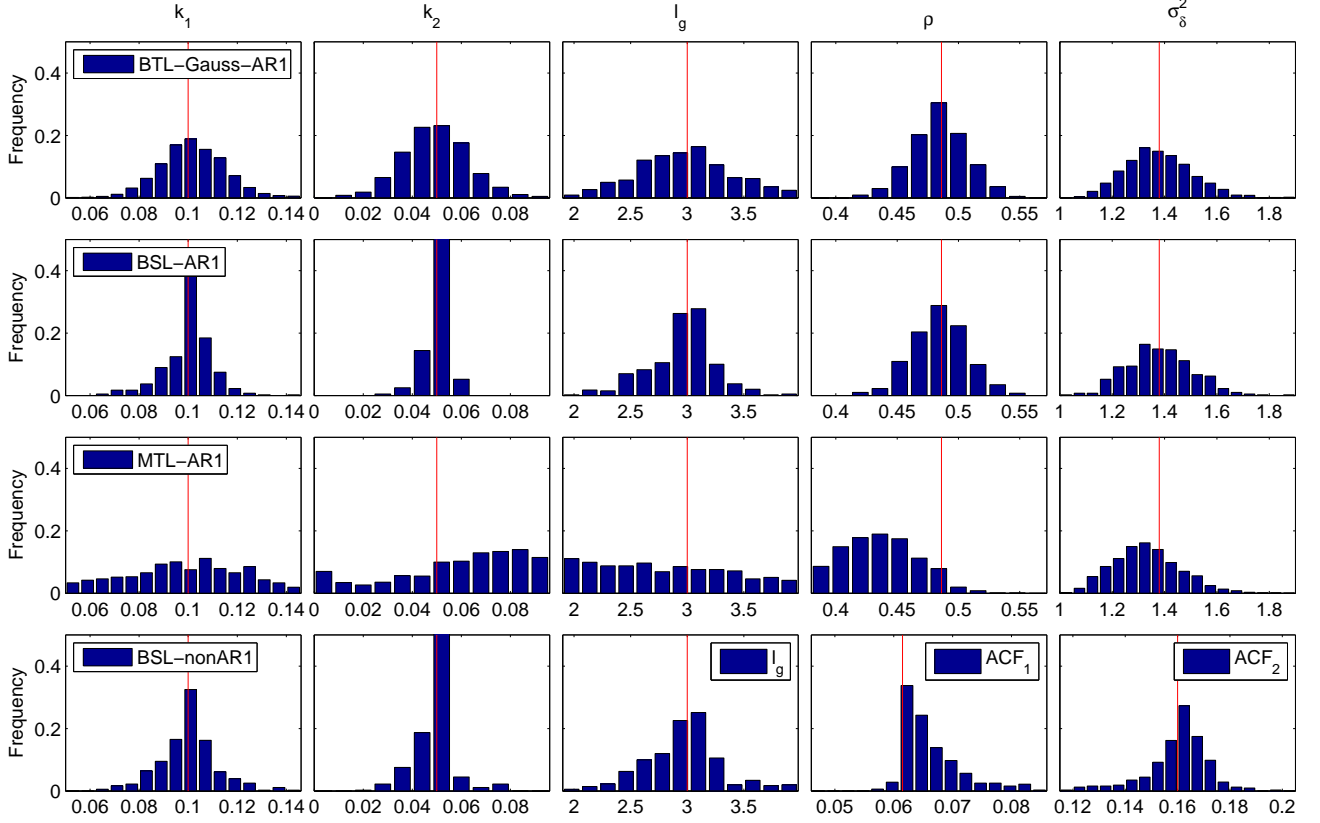 k1 k2 lg ρ σδ2
Frequency 0.4 0.2 0
BTL−Gauss−AR1
0.06 0.08 0.1 0.12 0.14
0 0.02 0.04 0.06 0.08
2 2.5 3 3.5
0.4 0.45 0.5 0.55
1 1.2 1.4 1.6 1.8
Frequency 0.4 0.2 0
BSL−AR1
0.06 0.08 0.1 0.12 0.14
0 0.02 0.04 0.06 0.08
2 2.5 3 3.5
0.4 0.45 0.5 0.55
1 1.2 1.4 1.6 1.8
Frequency 0.4 0.2 0
MTL−AR1
0.06 0.08 0.1 0.12 0.14
0 0.02 0.04 0.06 0.08
2 2.5 3 3.5
0.4 0.45 0.5 0.55
1 1.2 1.4 1.6 1.8
Frequency 0.4 0.2 0
BSL−nonAR1
lg
ACF1
ACF2
0.06 0.08 0.1 0.12 0.14
0 0.02 0.04 0.06 0.08
2 2.5 3 3.5
0.05 0.06 0.07 0.08
0.12 0.14 0.16 0.18 0.2